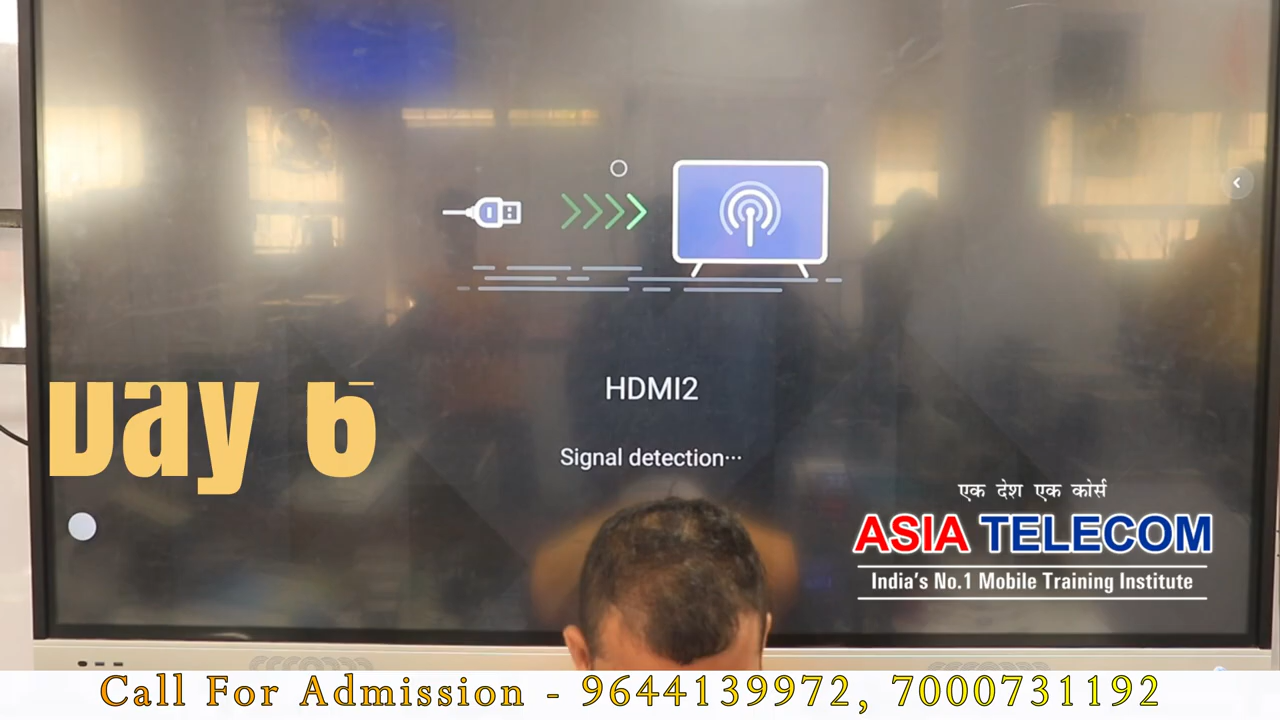 HDMI2
Signal detection···
Day 6
एक देश एक कोर्स
ASIA TELECOM
India's No.1 Mobile Training Institute
Call For Admission - 9644139972, 7000731192